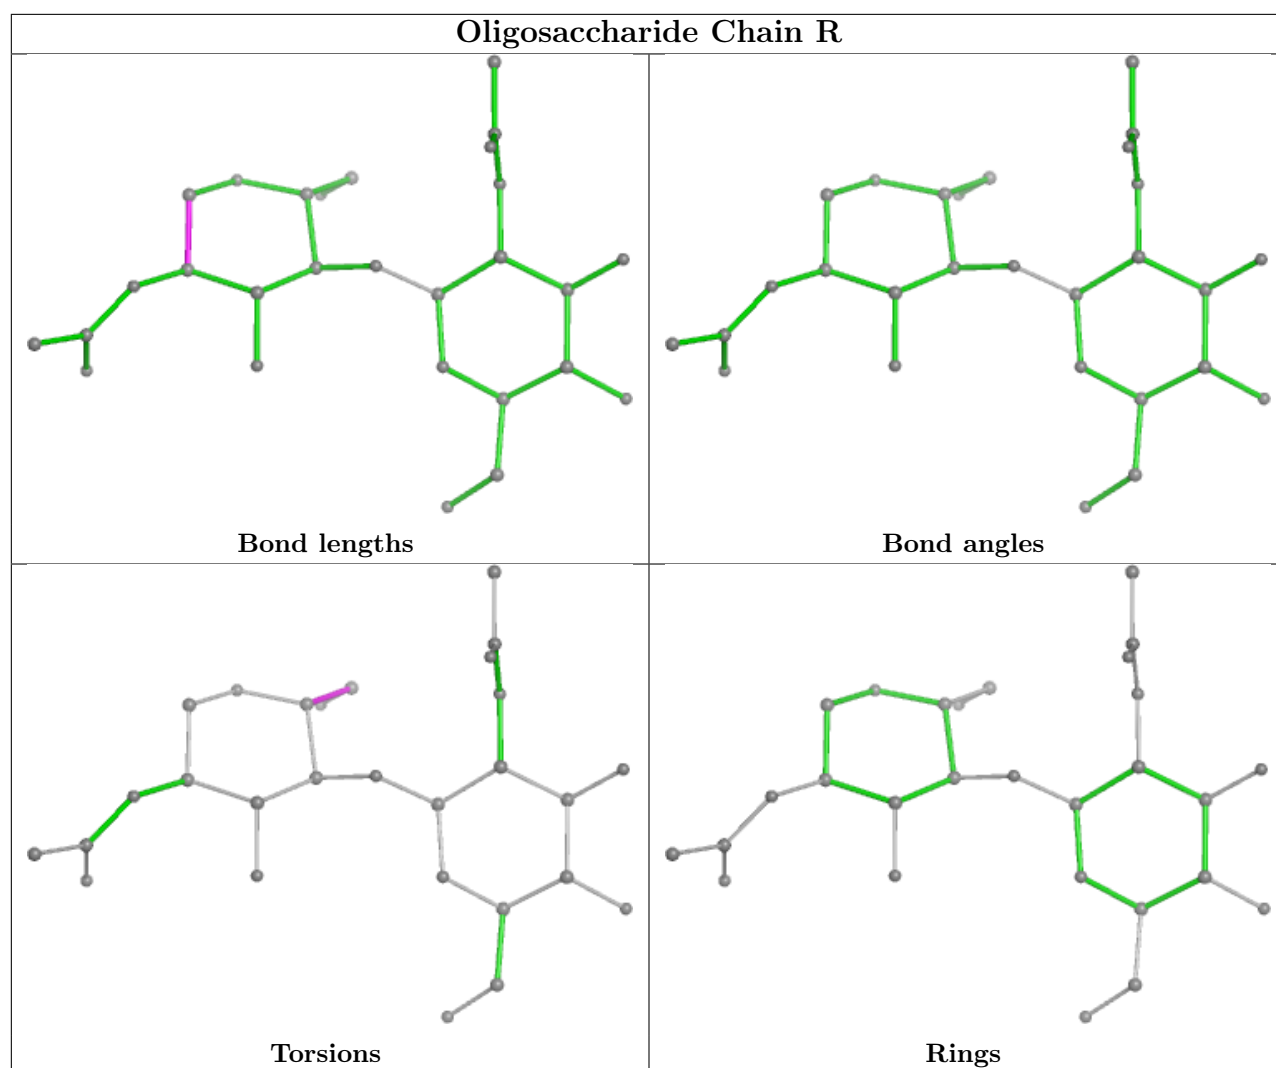 Oligosaccharide Chain R
Bond lengths
Bond angles
Torsions
Rings